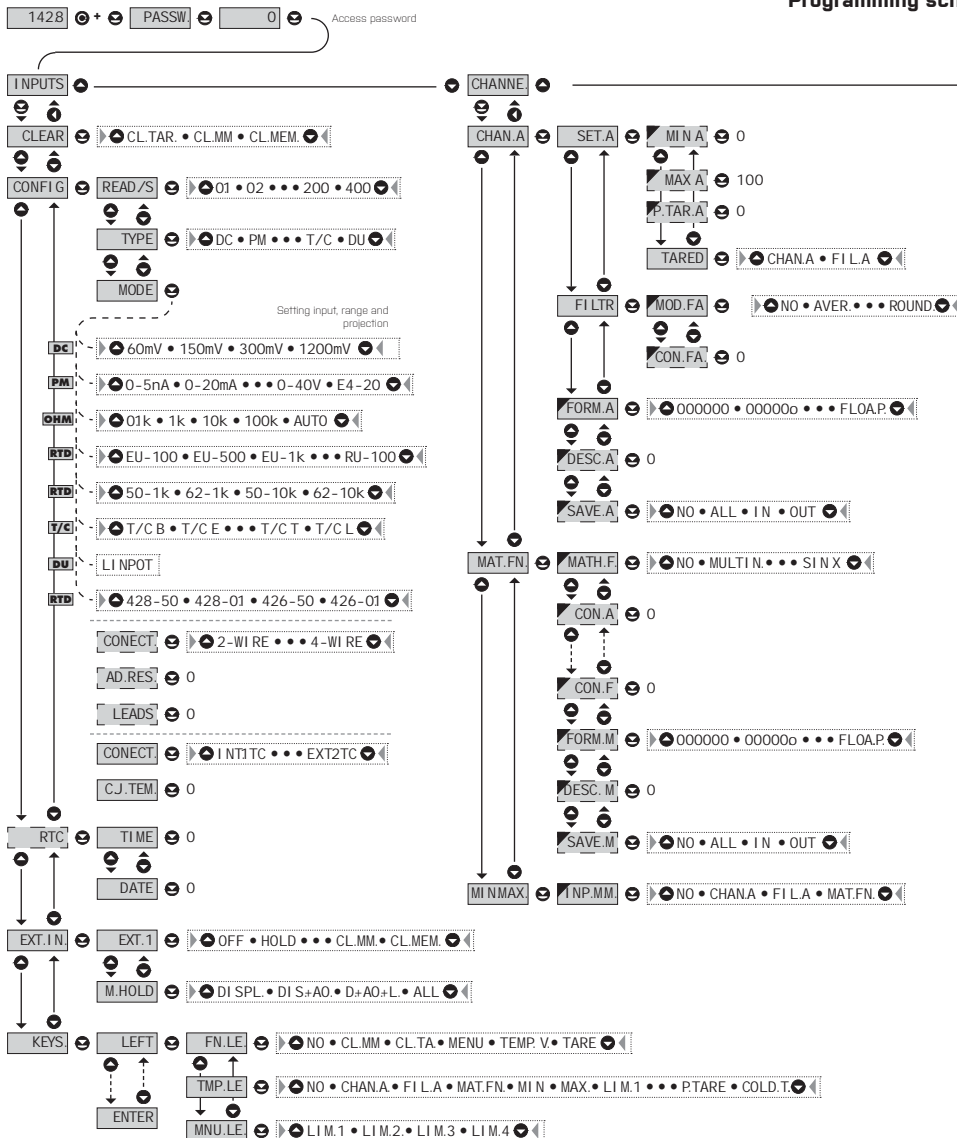 Programming sch
1428 + PASSW. 0 Access password
INPUTS
CLEAR CL.TAR. • CL.MM • CL.MEM.
CONFIG READ/S 01 • 02 • • • 200 • 400
TYPE DC • PM • • • T/C • DU
MODE
Setting input, range and
projection
DC 60mV • 150mV • 300mV • 1200mV
PM 0-5nA • 0-20mA • • • 0-40V • E4-20
OHM 01k • 1k • 10k • 100k • AUTO
RTD EU-100 • EU-500 • EU-1k • • • RU-100
RTD 50-1k • 62-1k • 50-10k • 62-10k
T/C T/C B • T/C E • • • T/C T • T/C L
DU LINPOT
RTD 428-50 • 428-01 • 426-50 • 426-01
CONECT. 2-WIRE • • • 4-WIRE
AD.RES. 0
LEADS 0
CONECT. INT1TC • • • EXT2TC
C.J.TEM. 0
RTC TIME 0
DATE 0
EXT.IN. EXT.1 OFF • HOLD • • • CL.MM. • CL.MEM.
M.HOLD DISPL. • DIS+AO. • D+AO+L. • ALL
KEYS. LEFT FN.LE. NO • CL.MM • CL.TA. • MENU • TEMP. V. • TARE
TMP.LE NO • CHAN.A. • FIL.A • MAT.FN. • MIN • MAX. • LIM.1 • • • P.TARE • COLD.T.
ENTER
MNU.LE. LIM.1 • LIM.2. • LIM.3 • LIM.4
CHANNE.
CHAN.A SET.A MIN A 0
MAX A 100
P.TAR.A 0
TARED CHAN.A • FIL.A
FILTR MOD.FA NO • AVER. • • • ROUND.
CON.FA. 0
FORM.A 000000 • 00000o • • • FLOA.P.
DESC.A 0
SAVE.A NO • ALL • IN • OUT
MAT.FN. MATH.F. NO • MULTIN. • • • SINX
CON.A 0
CON.F 0
FORM.M 000000 • 00000o • • • FLOA.P.
DESC. M 0
SAVE.M NO • ALL • IN • OUT
MINMAX. INP.MM. NO • CHAN.A • FIL.A • MAT.FN.